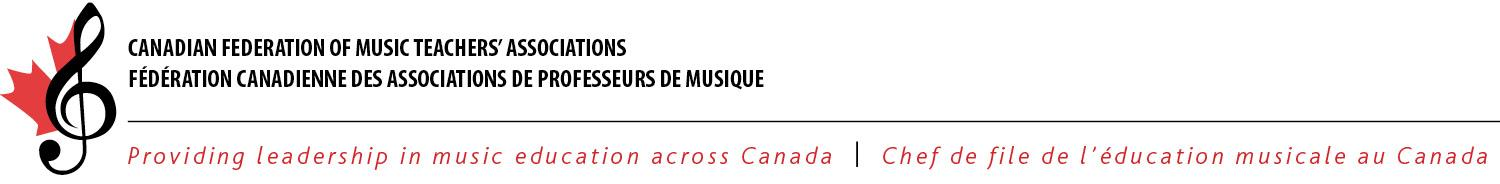 CANADIAN FEDERATION OF MUSIC TEACHERS’ ASSOCIATIONS
FÉDÉRATION CANADIENNE DES ASSOCIATIONS DE PROFESSEURS DE MUSIQUE
Providing leadership in music education across Canada | Chef de file de l’éducation musicale au Canada